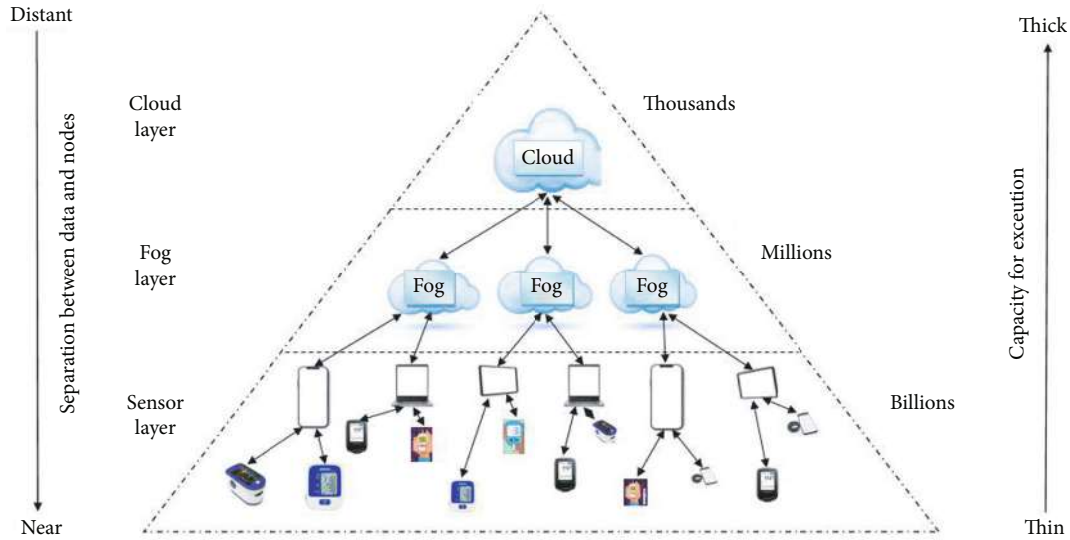 Distant
Thick
Cloud
layer
Thousands
Cloud
Separation between data and nodes
Fog
layer
Millions
Fog
Fog
Fog
Capacity for exceution
Sensor
layer
Billions
Near
Thin